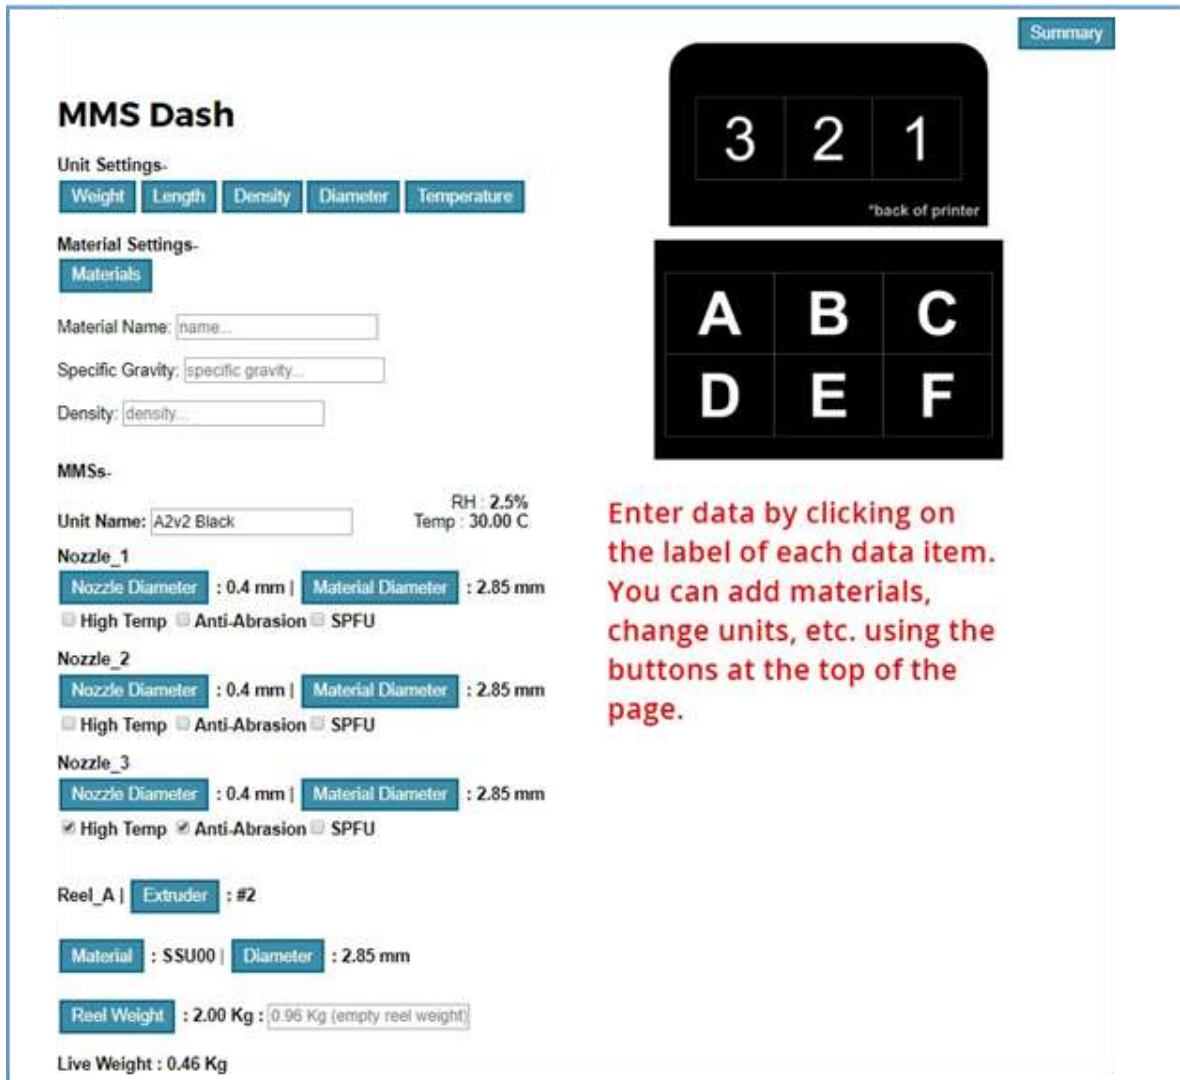 Summary
MMS Dash
Unit Settings-
Weight Length Density Diameter Temperature
Material Settings-
Materials
Material Name: name...
Specific Gravity: specific gravity...
Density: density...
MMSs-
RH : 2.5%
Unit Name: A2v2 Black Temp : 30.00 C
Nozzle_1
Nozzle Diameter : 0.4 mm | Material Diameter : 2.85 mm
High Temp Anti-Abrasion SPFU
Nozzle_2
Nozzle Diameter : 0.4 mm | Material Diameter : 2.85 mm
High Temp Anti-Abrasion SPFU
Nozzle_3
Nozzle Diameter : 0.4 mm | Material Diameter : 2.85 mm
High Temp Anti-Abrasion SPFU
Reel_A | Extruder : #2
Material : SSU00 | Diameter : 2.85 mm
Reel Weight : 2.00 Kg : 0.96 Kg (empty reel weight)
Live Weight : 0.46 Kg
3 2 1
*back of printer
A B C
D E F
Enter data by clicking on
the label of each data item.
You can add materials,
change units, etc. using the
buttons at the top of the
page.